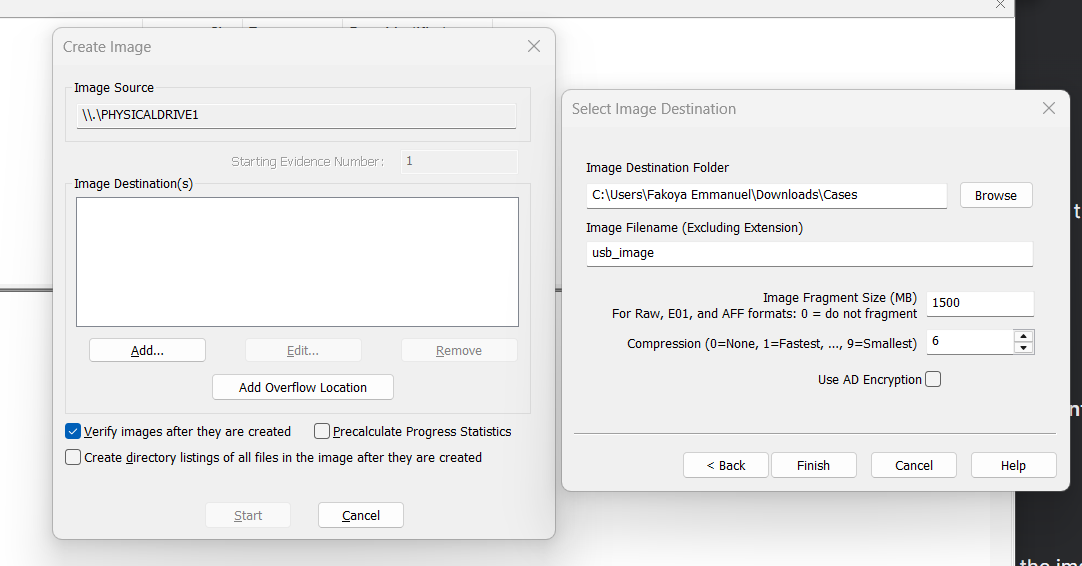 Create Image
Image Source
\\.\PHYSICALDRIVE1
Starting Evidence Number: 1
Image Destination(s)
Add... Edit... Remove
Add Overflow Location
Verify images after they are created Precalculate Progress Statistics
Create directory listings of all files in the image after they are created
Start Cancel
Select Image Destination
Image Destination Folder
C:\Users\Fakoya Emmanuel\Downloads\Cases Browse
Image Filename (Excluding Extension)
usb_image
Image Fragment Size (MB) 1500
For Raw, E01, and AFF formats: 0 = do not fragment
Compression (0=None, 1=Fastest, ..., 9=Smallest) 6
Use AD Encryption
< Back Finish Cancel Help